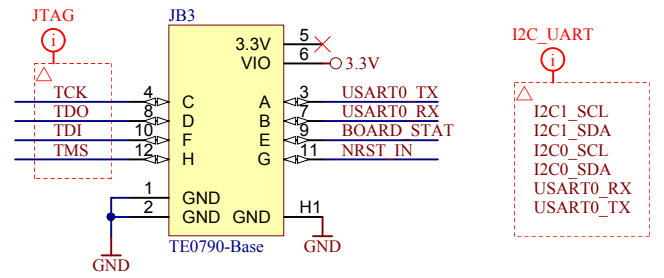 JTAG
JB3
I2C_UART
3.3V 5
VIO 6 3.3V
TCK 4 C A 3 USART0_TX
TDO 8 D B 7 USART0_RX
TDI 10 F E 9 BOARD_STAT
TMS 12 H G 11 NRST_IN
1 GND
2 GND GND H1
TE0790-Base
GND
GND
I2C1_SCL
I2C1_SDA
I2C0_SCL
I2C0_SDA
USART0_RX
USART0_TX